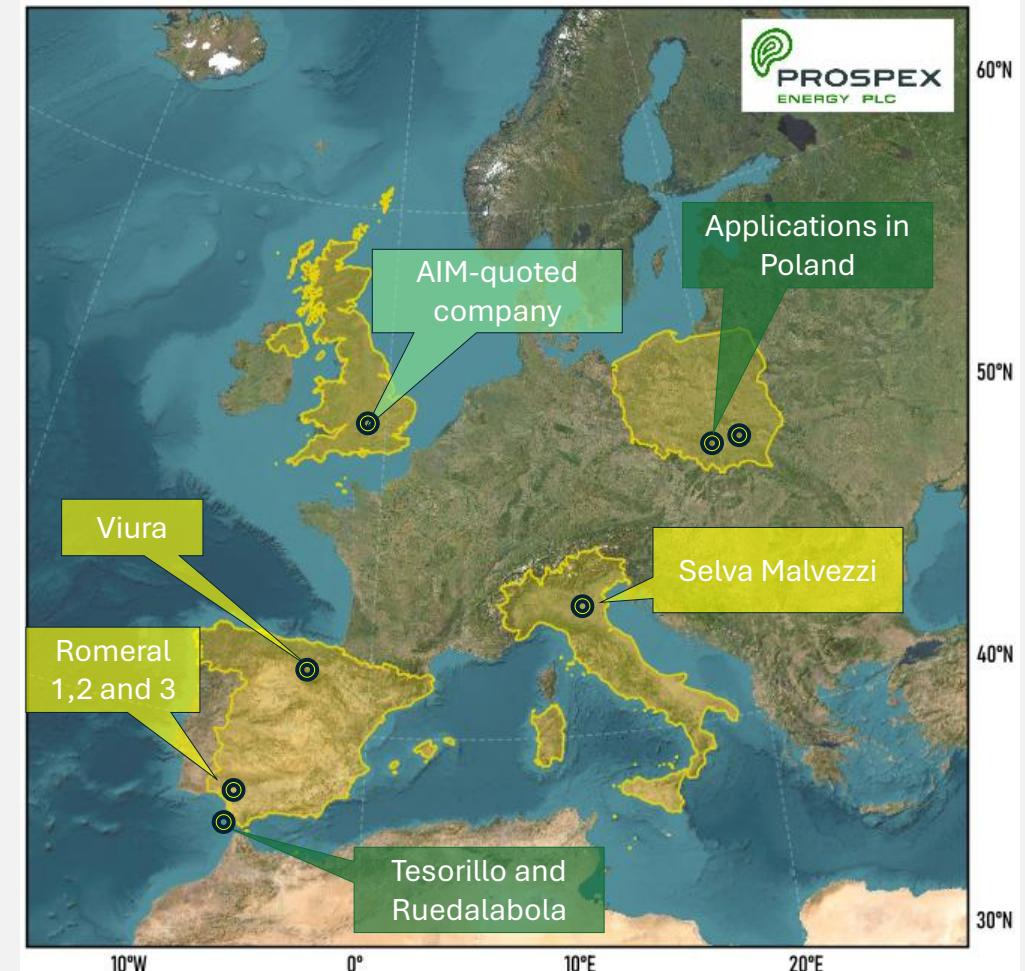 PROSPEX
ENERGY PLC
60°N
Applications in
Poland
AIM-quoted
company
50°N
Viura
Selva Malvezzi
Romeral
1,2 and 3
40°N
Tesorillo and
Ruedalabola
30°N
10°W
0°
10°E
20°E